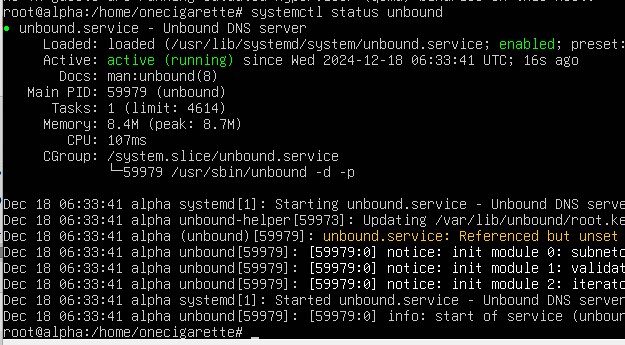 root@alpha:/home/onecigarette# systemctl status unbound
● unbound.service - Unbound DNS server
Loaded: loaded (/usr/lib/systemd/system/unbound.service; enabled; preset:
Active: active (running) since Wed 2024-12-18 06:33:41 UTC; 16s ago
Docs: man:unbound(8)
Main PID: 59979 (unbound)
Tasks: 1 (limit: 4614)
Memory: 8.4M (peak: 8.7M)
CPU: 107ms
CGroup: /system.slice/unbound.service
└─59979 /usr/sbin/unbound -d -p
Dec 18 06:33:41 alpha systemd[1]: Starting unbound.service - Unbound DNS serve
Dec 18 06:33:41 alpha unbound-helper[59973]: Updating /var/lib/unbound/root.ke
Dec 18 06:33:41 alpha (unbound)[59979]: unbound.service: Referenced but unset
Dec 18 06:33:41 alpha unbound[59979]: [59979:0] notice: init module 0: subnetc
Dec 18 06:33:41 alpha unbound[59979]: [59979:0] notice: init module 1: validat
Dec 18 06:33:41 alpha unbound[59979]: [59979:0] notice: init module 2: iterato
Dec 18 06:33:41 alpha systemd[1]: Started unbound.service - Unbound DNS server
Dec 18 06:33:41 alpha unbound[59979]: [59979:0] info: start of service (unbou
root@alpha:/home/onecigarette# _